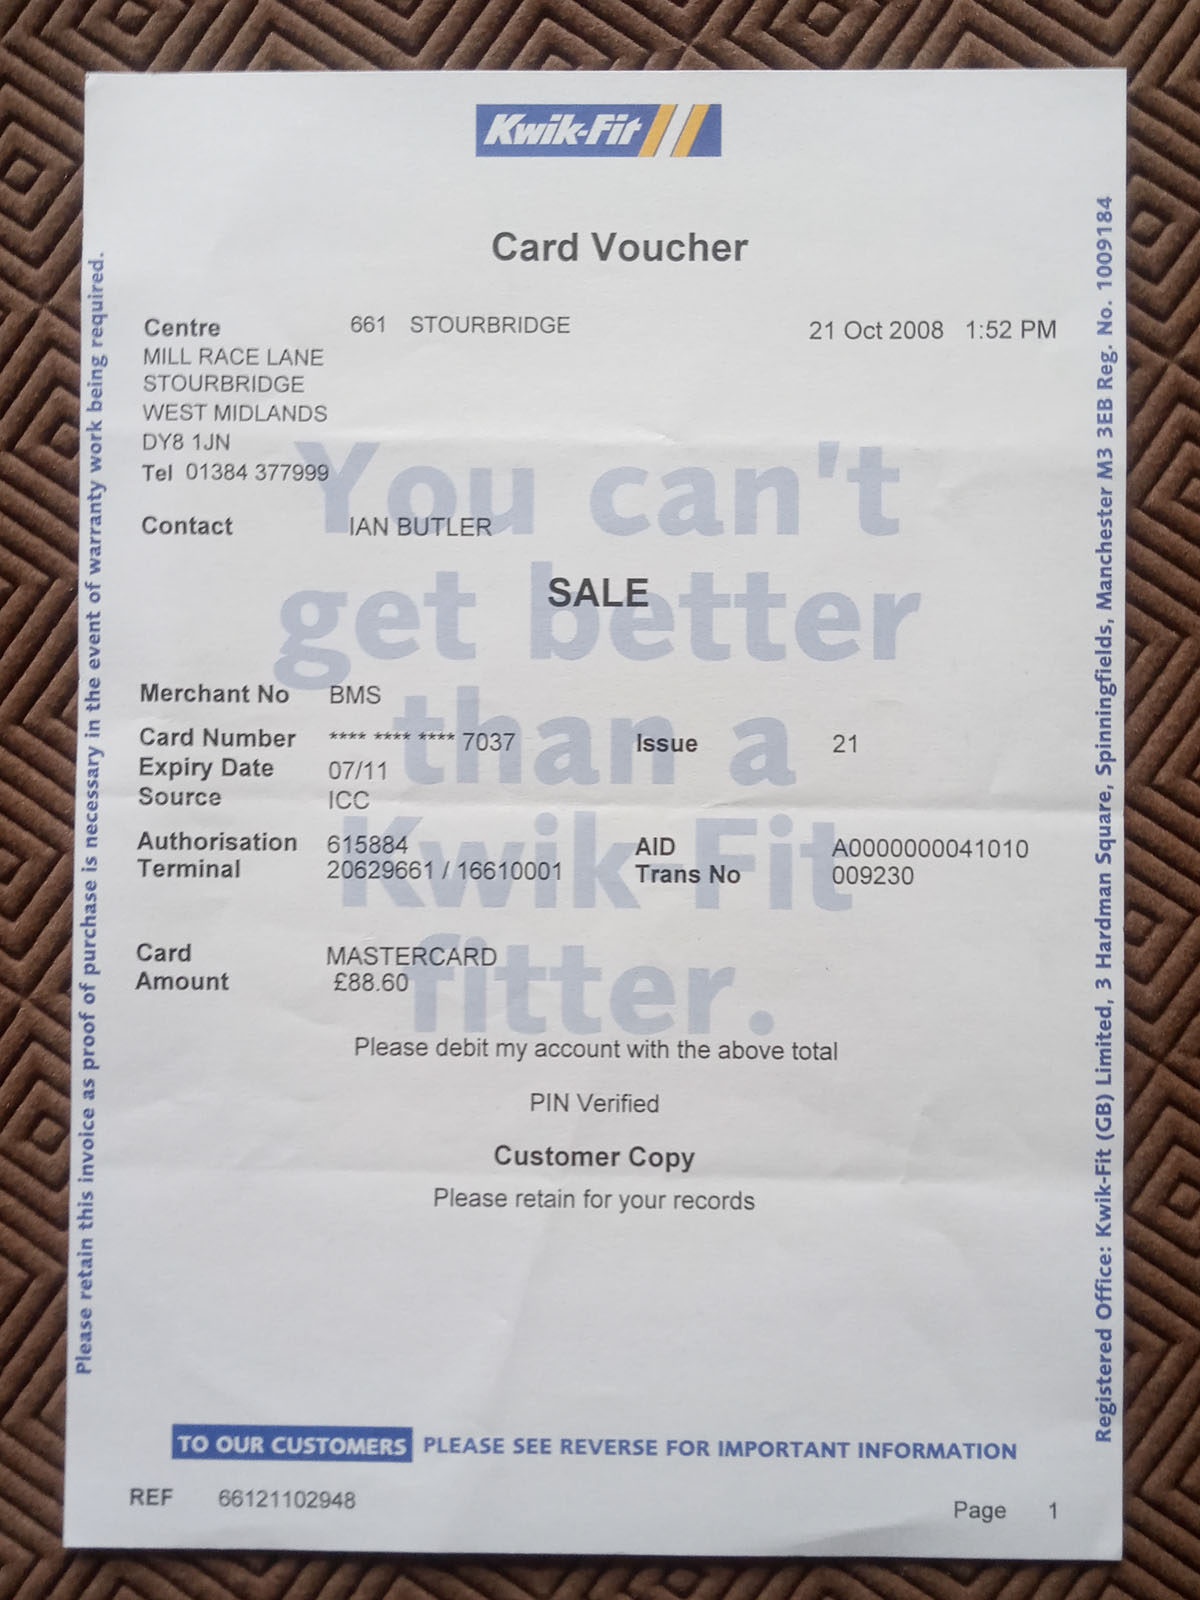 Kwik-Fit
Card Voucher
Centre 661 STOURBRIDGE 21 Oct 2008 1:52 PM
MILL RACE LANE
STOURBRIDGE
WEST MIDLANDS
DY8 1JN
Tel 01384 377999
Contact IAN BUTLER
SALE
Merchant No BMS
Card Number **** **** **** 7037 Issue 21
Expiry Date 07/11
Source ICC
Authorisation 615884 AID A0000000041010
Terminal 20629661 / 16610001 Trans No 009230
Card MASTERCARD
Amount £88.60
Please debit my account with the above total
PIN Verified
Customer Copy
Please retain for your records
You can't
get better
than a
Kwik-Fit
fitter.
Please retain this invoice as proof of purchase is necessary in the event of warranty work being required.
Registered Office: Kwik-Fit (GB) Limited, 3 Hardman Square, Spinningfields, Manchester M3 3EB Reg. No. 1009184
TO OUR CUSTOMERS PLEASE SEE REVERSE FOR IMPORTANT INFORMATION
REF 66121102948
Page 1